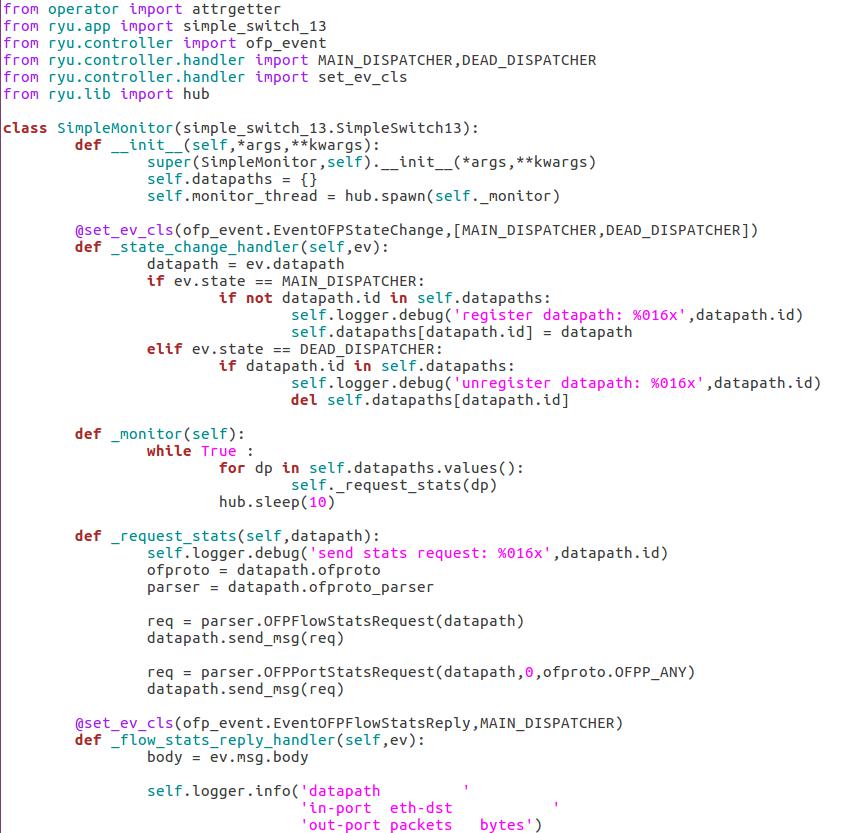 from operator import attrgetter
from ryu.app import simple_switch_13
from ryu.controller import ofp_event
from ryu.controller.handler import MAIN_DISPATCHER,DEAD_DISPATCHER
from ryu.controller.handler import set_ev_cls
from ryu.lib import hub

class SimpleMonitor(simple_switch_13.SimpleSwitch13):
        def __init__(self,*args,**kwargs):
                super(SimpleMonitor,self).__init__(*args,**kwargs)
                self.datapaths = {}
                self.monitor_thread = hub.spawn(self._monitor)

        @set_ev_cls(ofp_event.EventOFPStateChange,[MAIN_DISPATCHER,DEAD_DISPATCHER])
        def _state_change_handler(self,ev):
                datapath = ev.datapath
                if ev.state == MAIN_DISPATCHER:
                        if not datapath.id in self.datapaths:
                                self.logger.debug('register datapath: %016x',datapath.id)
                                self.datapaths[datapath.id] = datapath
                elif ev.state == DEAD_DISPATCHER:
                        if datapath.id in self.datapaths:
                                self.logger.debug('unregister datapath: %016x',datapath.id)
                                del self.datapaths[datapath.id]

        def _monitor(self):
                while True :
                        for dp in self.datapaths.values():
                                self._request_stats(dp)
                        hub.sleep(10)

        def _request_stats(self,datapath):
                self.logger.debug('send stats request: %016x',datapath.id)
                ofproto = datapath.ofproto
                parser = datapath.ofproto_parser

                req = parser.OFPFlowStatsRequest(datapath)
                datapath.send_msg(req)

                req = parser.OFPPortStatsRequest(datapath,0,ofproto.OFPP_ANY)
                datapath.send_msg(req)

        @set_ev_cls(ofp_event.EventOFPFlowStatsReply,MAIN_DISPATCHER)
        def _flow_stats_reply_handler(self,ev):
                body = ev.msg.body

                self.logger.info('datapath         '
                                 'in-port  eth-dst           '
                                 'out-port packets   bytes')